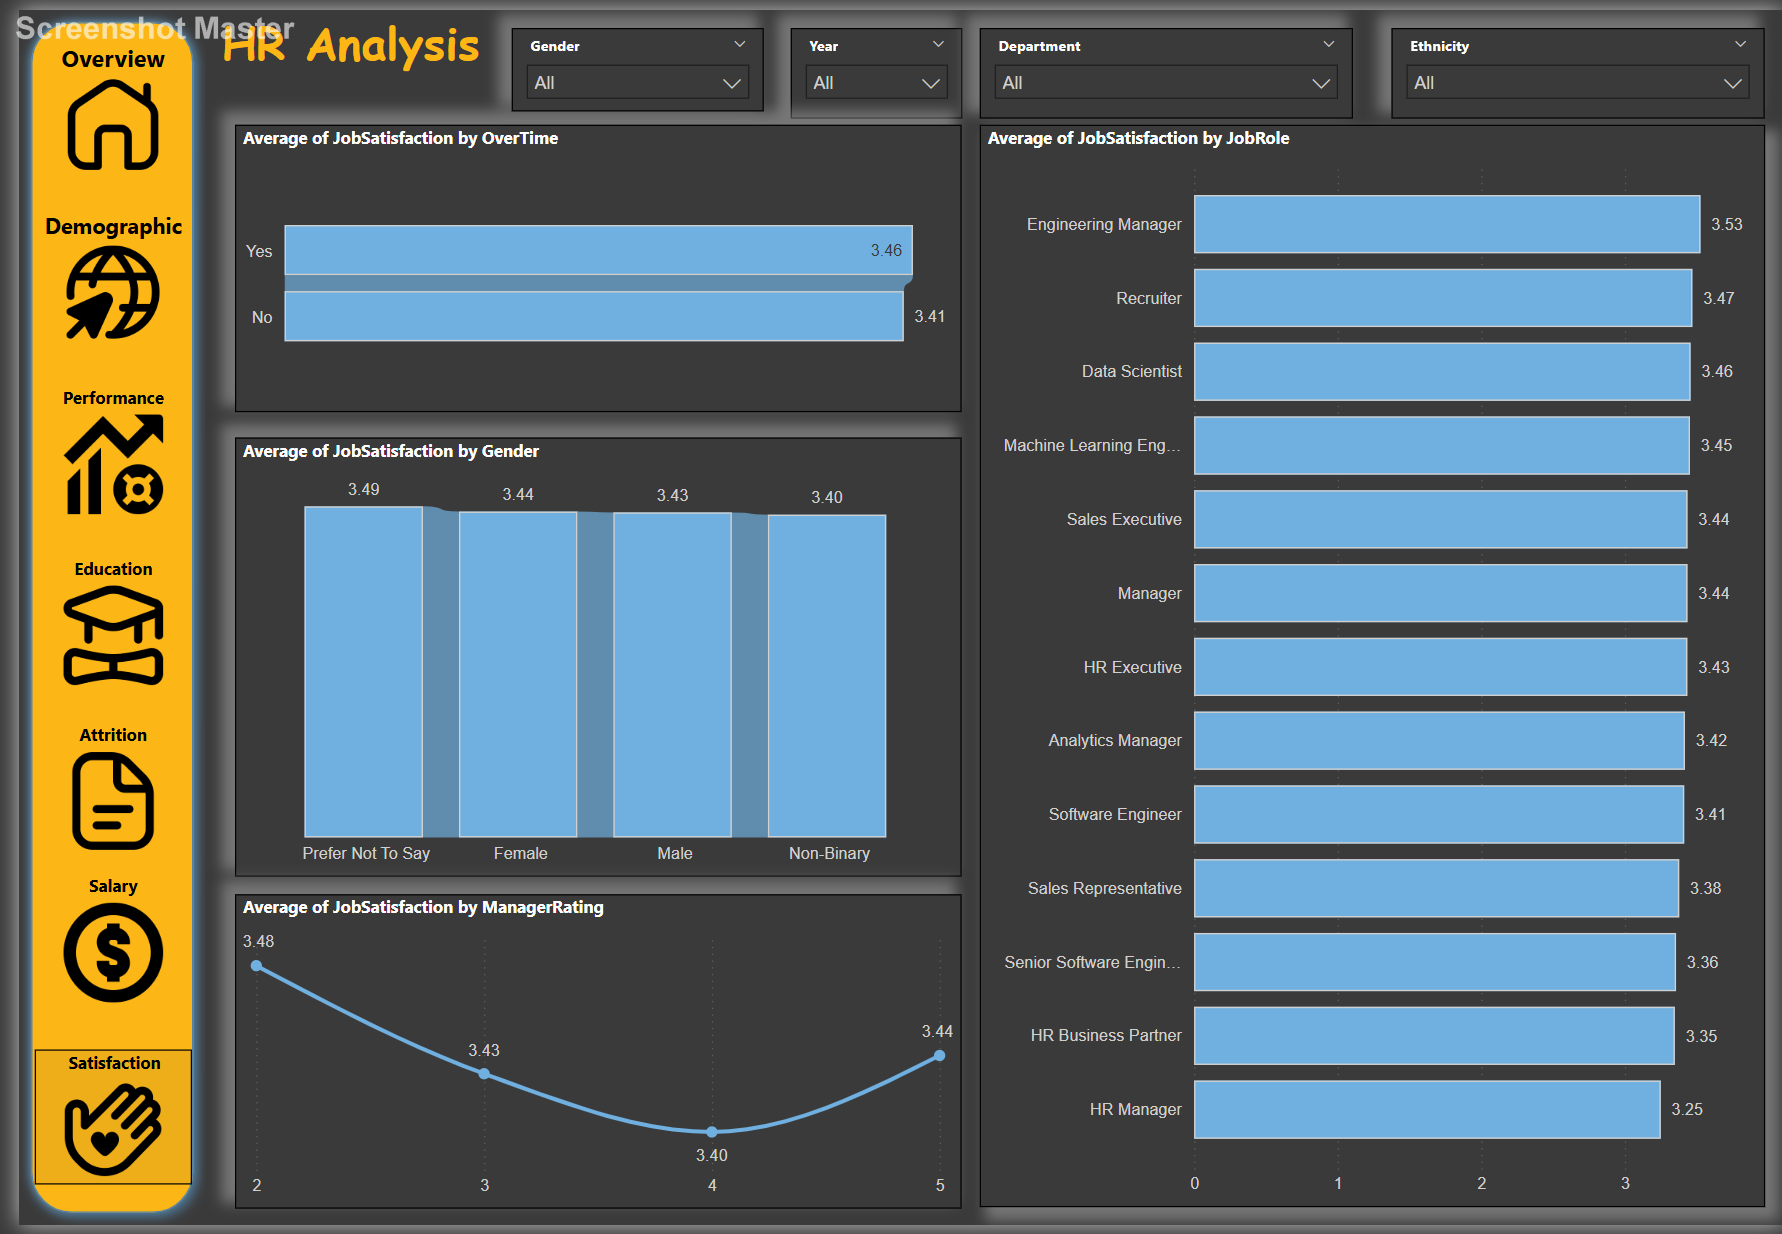 Screenshot Master
HR Analysis
Overview
Demographic
Performance
Education
Attrition
Salary
Satisfaction
Gender
All
Year
All
Department
All
Ethnicity
All
Average of JobSatisfaction by OverTime
Yes
3.46
No
3.41
Average of JobSatisfaction by Gender
3.49
3.44
3.43
3.40
Prefer Not To Say
Female
Male
Non-Binary
Average of JobSatisfaction by ManagerRating
3.48
3.43
3.40
3.44
2
3
4
5
Average of JobSatisfaction by JobRole
Engineering Manager 3.53
Recruiter 3.47
Data Scientist 3.46
Machine Learning Eng... 3.45
Sales Executive 3.44
Manager 3.44
HR Executive 3.43
Analytics Manager 3.42
Software Engineer 3.41
Sales Representative 3.38
Senior Software Engin... 3.36
HR Business Partner 3.35
HR Manager 3.25
0 1 2 3